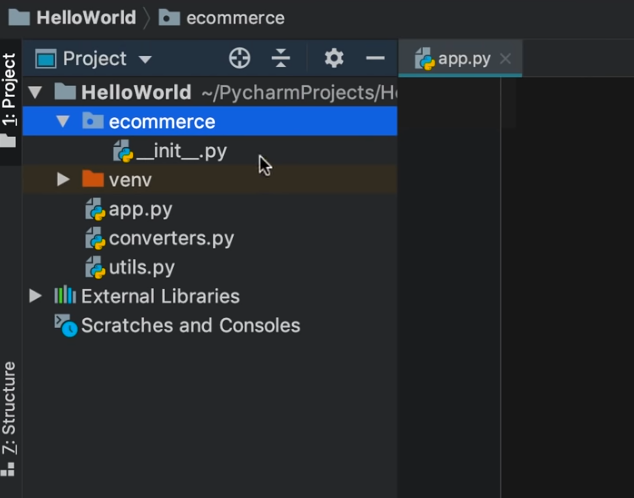 HelloWorld ecommerce
1: Project
Project
app.py
HelloWorld ~/PycharmProjects/He
ecommerce
__init__.py
venv
app.py
converters.py
utils.py
External Libraries
Scratches and Consoles
Z: Structure